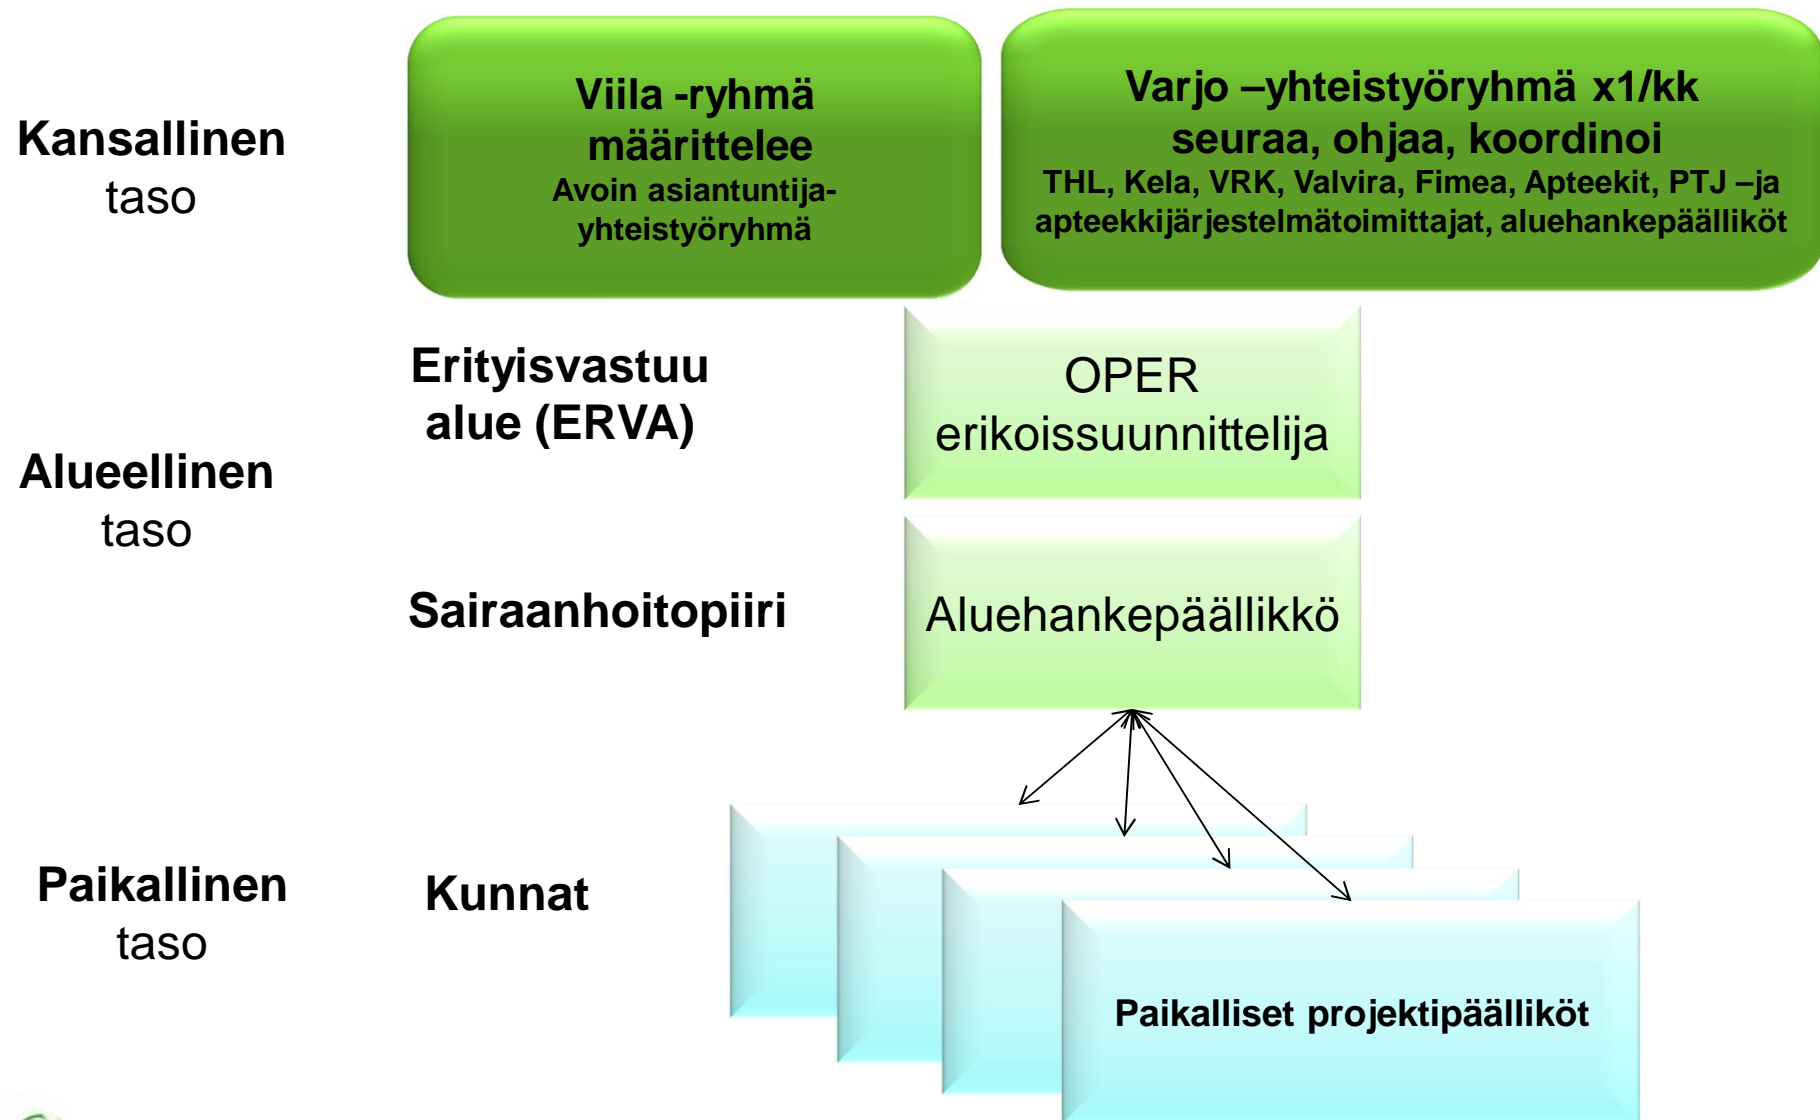 Viila -ryhmä
määrittelee
Avoin asiantuntija-
yhteistyöryhmä
Varjo –yhteistyöryhmä x1/kk
seuraa, ohjaa, koordinoi
THL, Kela, VRK, Valvira, Fimea, Apteekit, PTJ –ja
apteekkijärjestelmätoimittajat, aluehankepäälliköt
Kansallinen
taso
Erityisvastuu
alue (ERVA)
OPER
erikoissuunnittelija
Alueellinen
taso
Sairaanhoitopiiri
Aluehankepäällikkö
Paikallinen
taso
Kunnat
Paikalliset projektipäälliköt